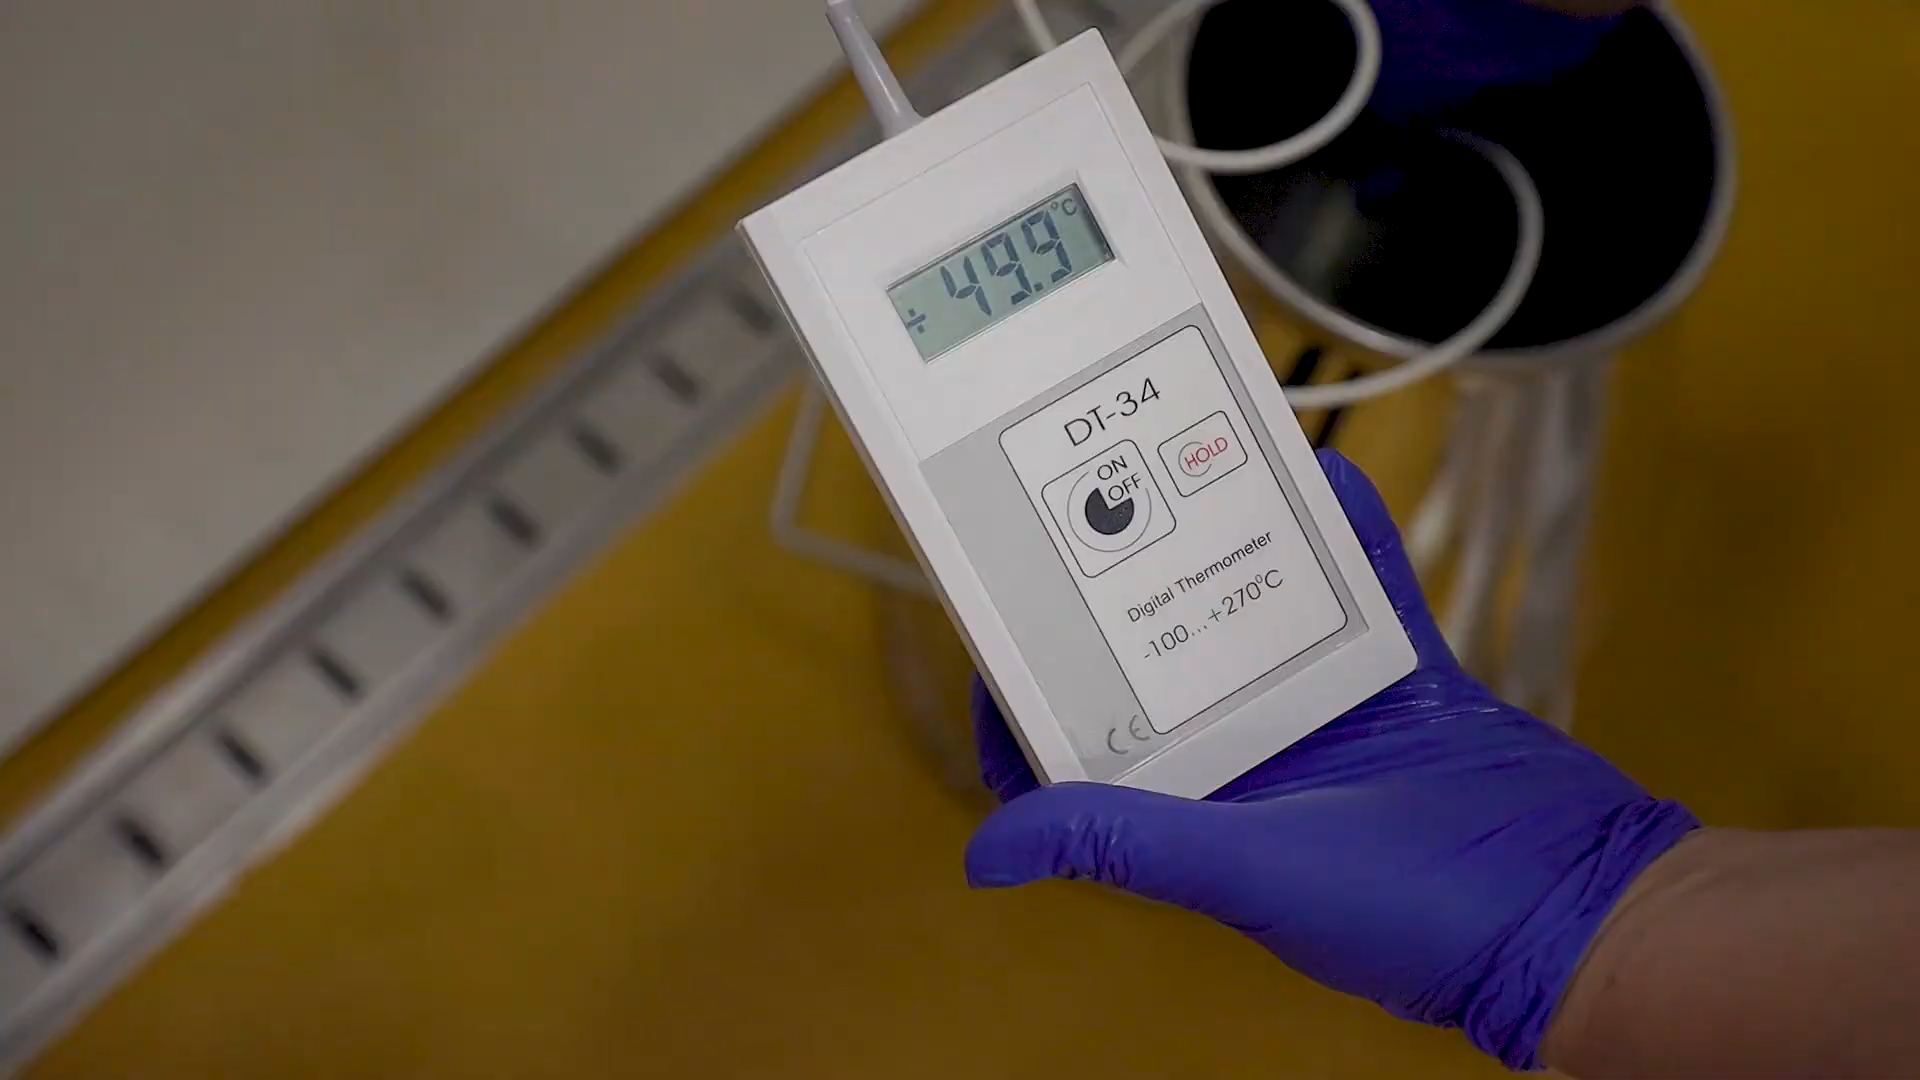 ÷ 49.9 °C
DT-34
ON
OFF
HOLD
Digital Thermometer
-100...+270°C
CE